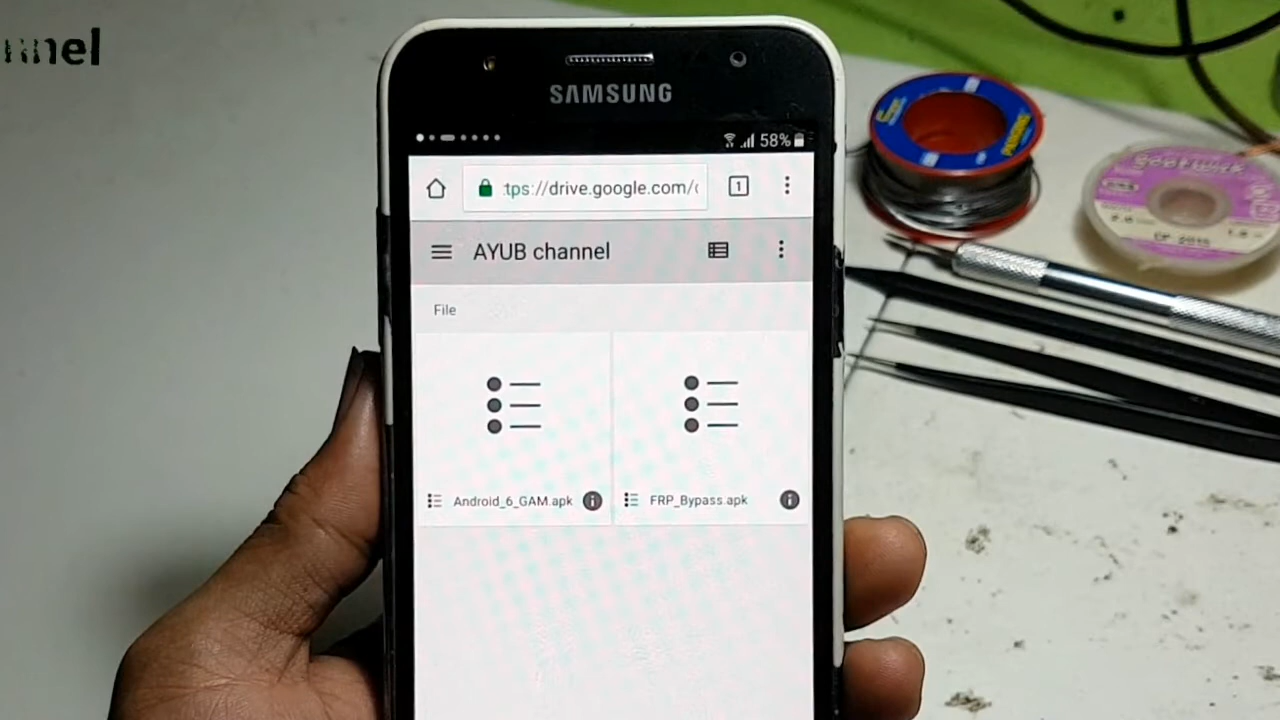 nnel
SAMSUNG
58%
1
tps://drive.google.com/
AYUB channel
File
Android_6_GAM.apk
FRP_Bypass.apk